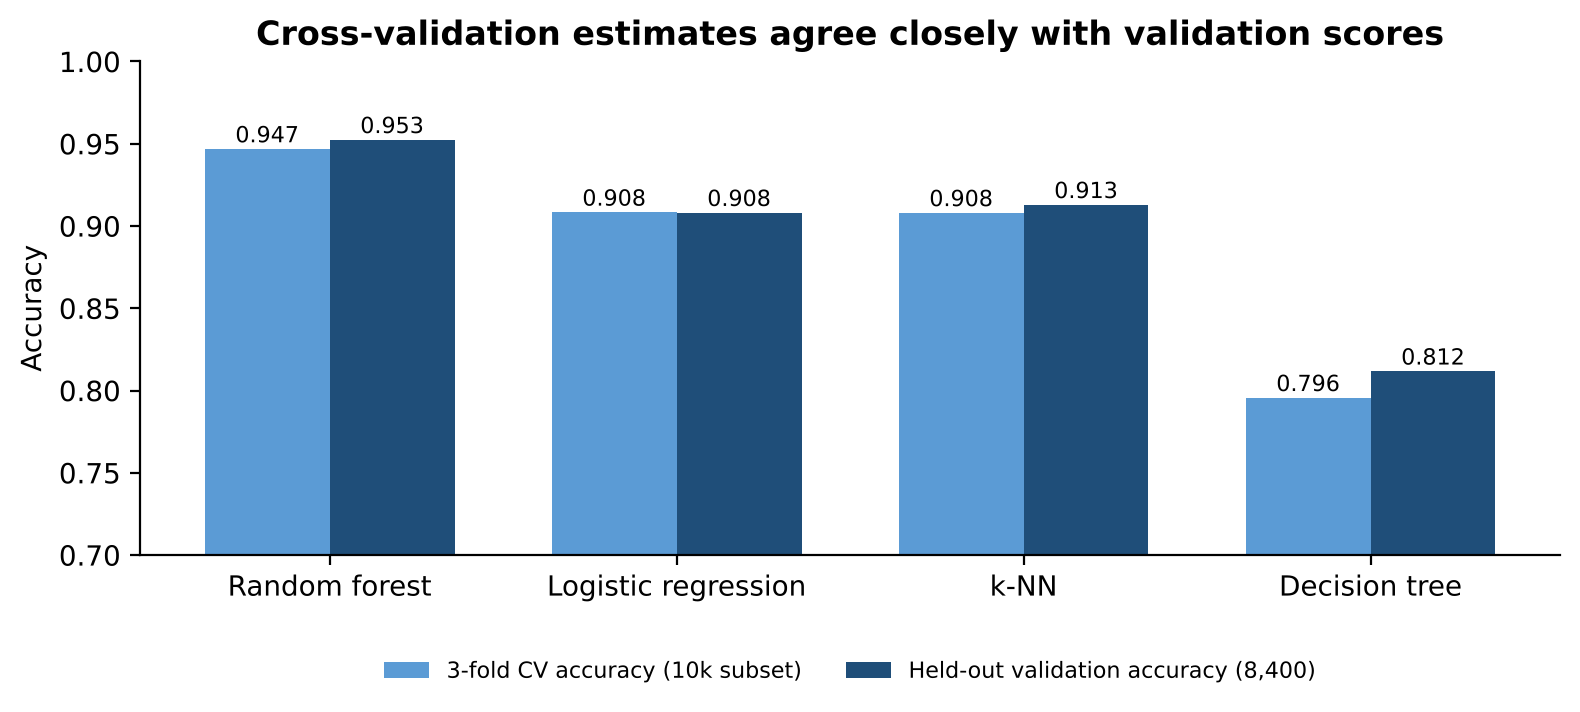 Cross-validation estimates agree closely with validation scores
Accuracy
1.00
0.95
0.90
0.85
0.80
0.75
0.70
0.947
0.953
0.908
0.908
0.908
0.913
0.796
0.812
Random forest
Logistic regression
k-NN
Decision tree
3-fold CV accuracy (10k subset)
Held-out validation accuracy (8,400)